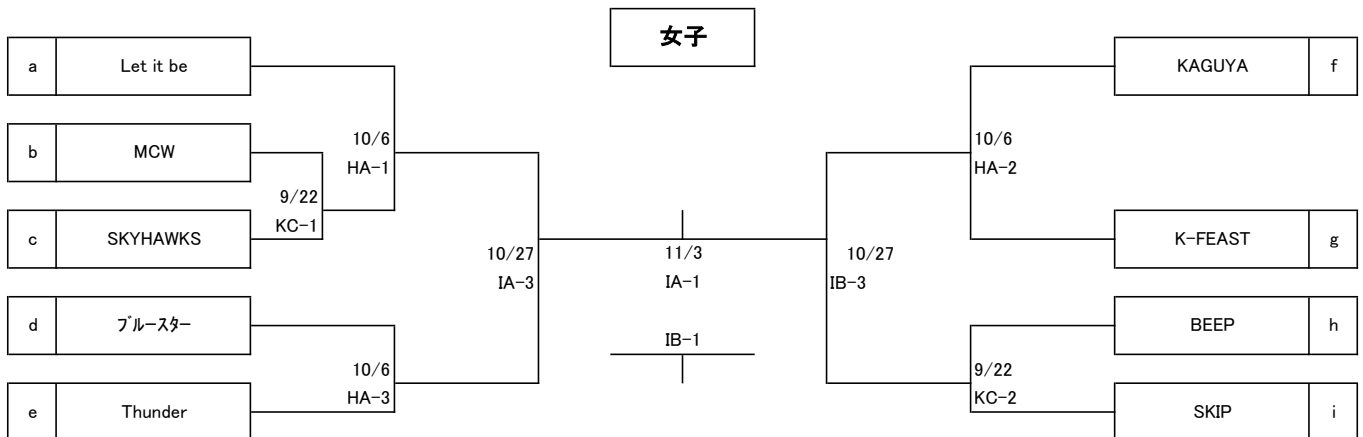 女子
a Let it be
b MCW
c SKYHAWKS
d ﾌﾞﾙｰｽﾀｰ
e Thunder
9/22
KC-1
10/6
HA-1
10/6
HA-3
10/27
IA-3
11/3
IA-1
IB-1
10/27
IB-3
10/6
HA-2
9/22
KC-2
KAGUYA f
K-FEAST g
BEEP h
SKIP i